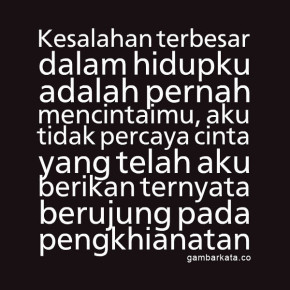 Kesalahan terbesar
dalam hidupku
adalah pernah
mencintaimu, aku
tidak percaya cinta
yang telah aku
berikan ternyata
berujung pada
pengkhianatan
gambarkata.co